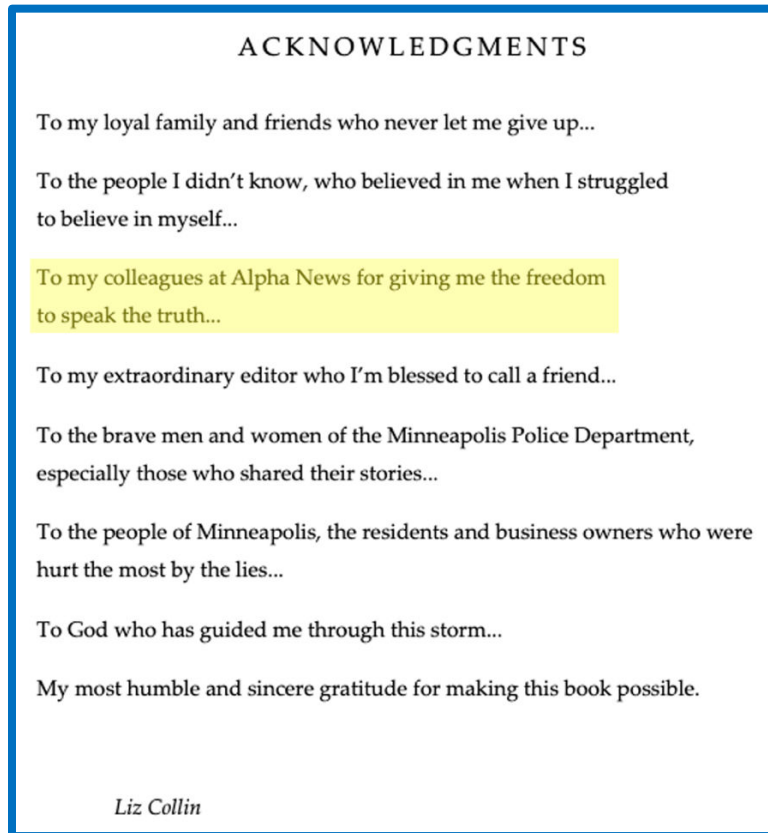 ACKNOWLEDGMENTS
To my loyal family and friends who never let me give up...
To the people I didn’t know, who believed in me when I struggled
to believe in myself...
To my colleagues at Alpha News for giving me the freedom
to speak the truth...
To my extraordinary editor who I’m blessed to call a friend...
To the brave men and women of the Minneapolis Police Department,
especially those who shared their stories...
To the people of Minneapolis, the residents and business owners who were
hurt the most by the lies...
To God who has guided me through this storm...
My most humble and sincere gratitude for making this book possible.
Liz Collin